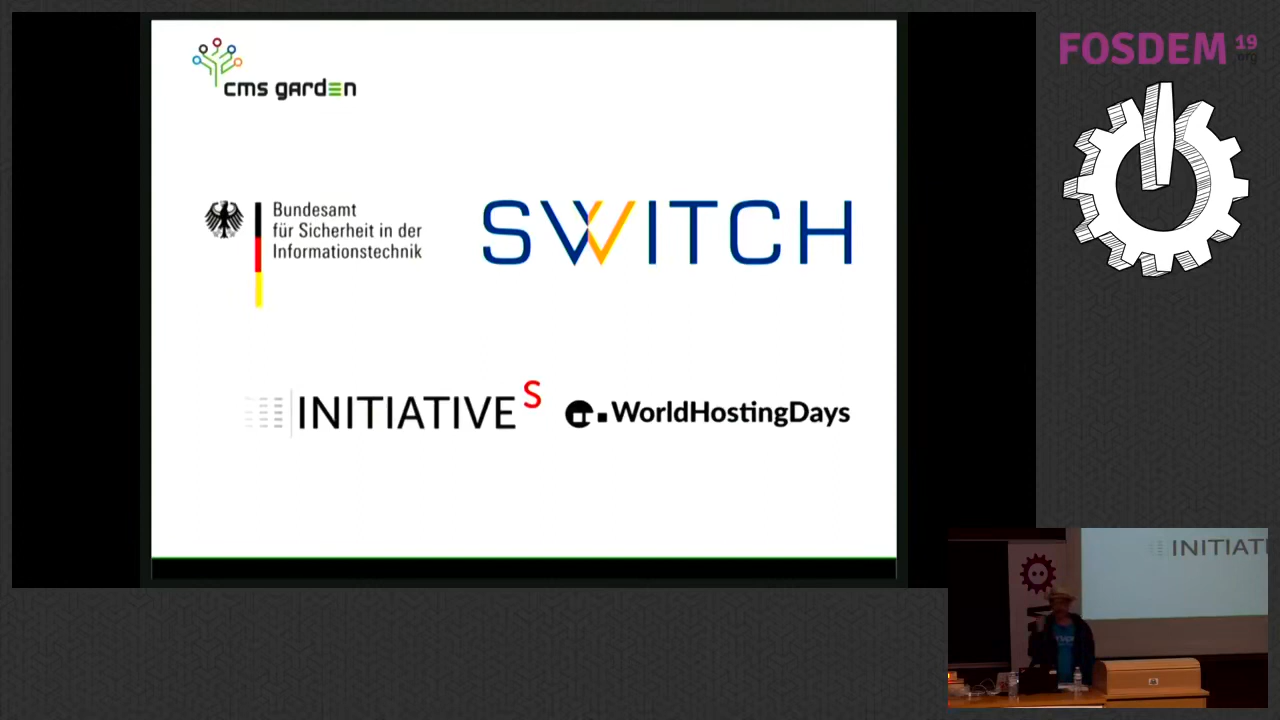 cms garden
Bundesamt
für Sicherheit in der
Informationstechnik
SWITCH
INITIATIVE S
WorldHostingDays
FOSDEM 19
.org
INITIATI